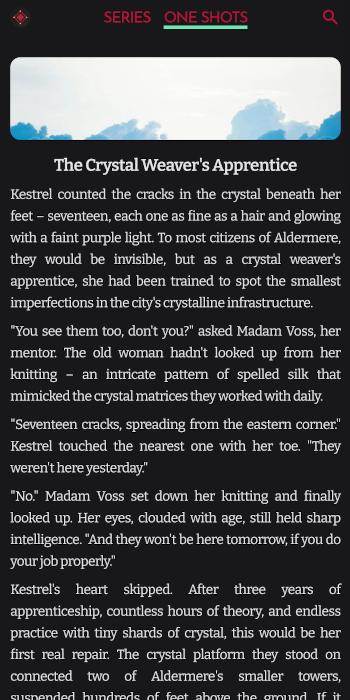 SERIES ONE SHOTS
The Crystal Weaver's Apprentice
Kestrel counted the cracks in the crystal beneath her
feet – seventeen, each one as fine as a hair and glowing
with a faint purple light. To most citizens of Aldermere,
they would be invisible, but as a crystal weaver's
apprentice, she had been trained to spot the smallest
imperfections in the city's crystalline infrastructure.
"You see them too, don't you?" asked Madam Voss, her
mentor. The old woman hadn't looked up from her
knitting – an intricate pattern of spelled silk that
mimicked the crystal matrices they worked with daily.
"Seventeen cracks, spreading from the eastern corner."
Kestrel touched the nearest one with her toe. "They
weren't here yesterday."
"No." Madam Voss set down her knitting and finally
looked up. Her eyes, clouded with age, still held sharp
intelligence. "And they won't be here tomorrow, if you do
your job properly."
Kestrel's heart skipped. After three years of
apprenticeship, countless hours of theory, and endless
practice with tiny shards of crystal, this would be her
first real repair. The crystal platform they stood on
connected two of Aldermere's smaller towers,
suspended hundreds of feet above the ground. If it